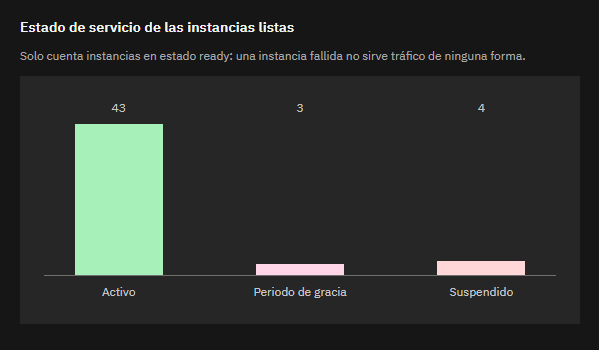 Estado de servicio de las instancias listas
Solo cuenta instancias en estado ready: una instancia fallida no sirve tráfico de ninguna forma.
43
3
4
Activo
Periodo de gracia
Suspendido